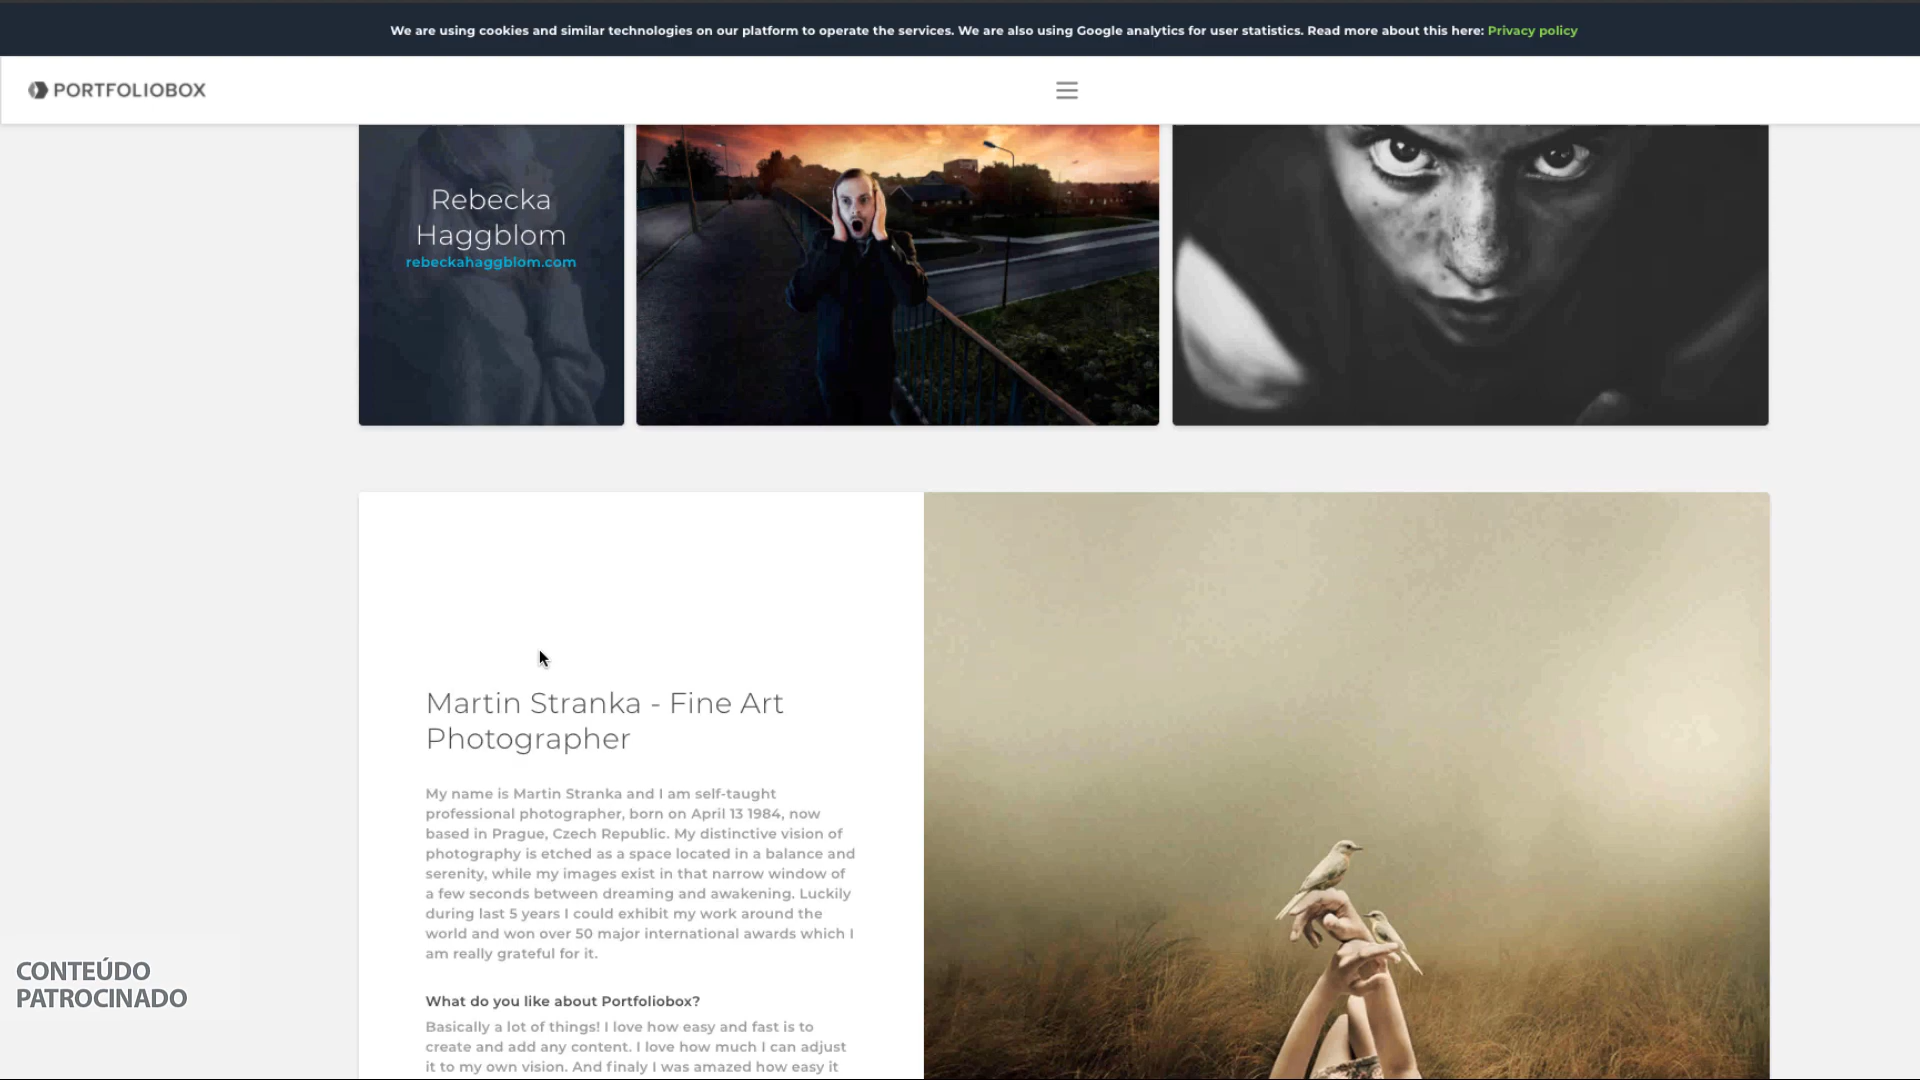 We are using cookies and similar technologies on our platform to operate the services. We are also using Google analytics for user statistics. Read more about this here: Privacy policy
PORTFOLIOBOX
Rebecka
Haggblom
rebeckahaggblom.com
Martin Stranka - Fine Art
Photographer
My name is Martin Stranka and I am self-taught
professional photographer, born on April 13 1984, now
based in Prague, Czech Republic. My distinctive vision of
photography is etched as a space located in a balance and
serenity, while my images exist in that narrow window of
a few seconds between dreaming and awakening. Luckily
during last 5 years I could exhibit my work around the
world and won over 50 major international awards which I
am really grateful for it.
What do you like about Portfoliobox?
Basically a lot of things! I love how easy and fast is to
create and add any content. I love how much I can adjust
it to my own vision. And finaly I was amazed how easy it
CONTEÚDO
PATROCINADO